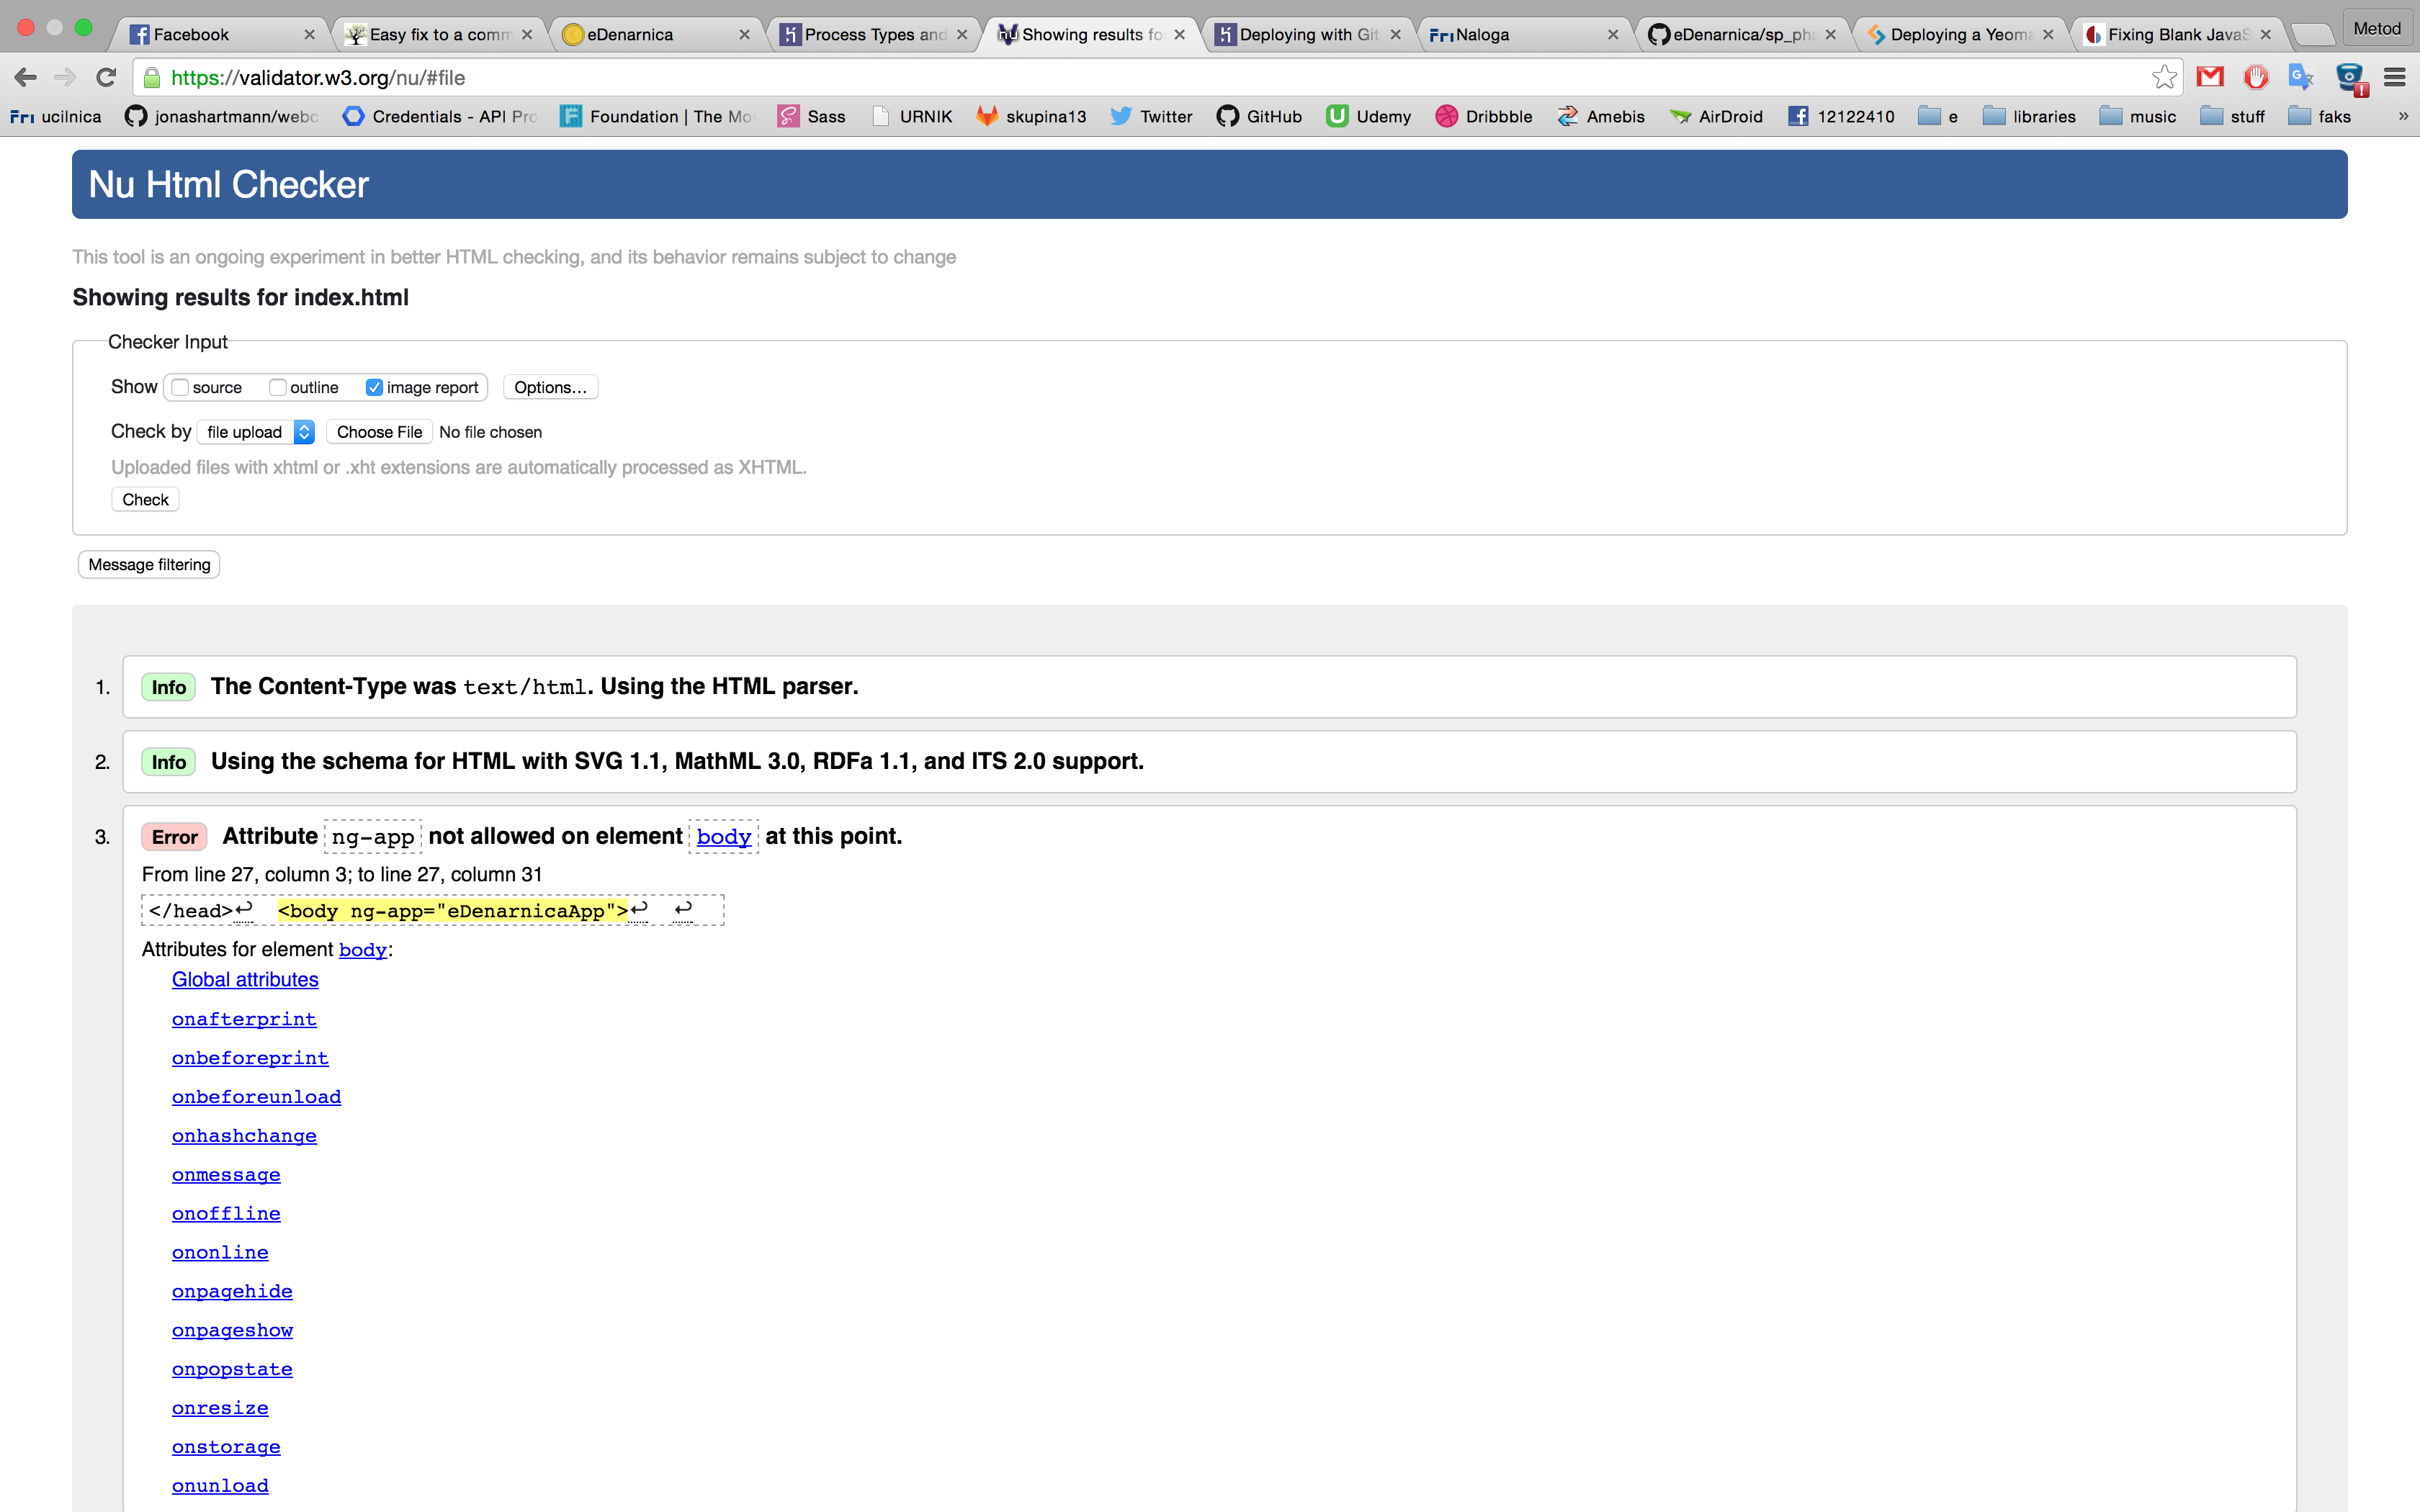 Facebook
Easy fix to a comm
eDenarnica
Process Types and
Showing results fo
Deploying with Git
Fri Naloga
eDenarnica/sp_pha
Deploying a Yeoma
Fixing Blank JavaS
Metod
https://validator.w3.org/nu/#file
Fri ucilnica
jonashartmann/webc
Credentials - API Pro
Foundation | The Mo
Sass
URNIK
skupina13
Twitter
GitHub
Udemy
Dribbble
Amebis
AirDroid
12122410
e
libraries
music
stuff
faks
»
Nu Html Checker
This tool is an ongoing experiment in better HTML checking, and its behavior remains subject to change
Showing results for index.html
Checker Input
Show source outline image report Options...
Check by file upload Choose File No file chosen
Uploaded files with xhtml or .xht extensions are automatically processed as XHTML.
Check
Message filtering
1. Info The Content-Type was text/html. Using the HTML parser.
2. Info Using the schema for HTML with SVG 1.1, MathML 3.0, RDFa 1.1, and ITS 2.0 support.
3. Error Attribute ng-app not allowed on element body at this point.
From line 27, column 3; to line 27, column 31
</head>↩ <body ng-app="eDenarnicaApp">↩ ↩
Attributes for element body:
Global attributes
onafterprint
onbeforeprint
onbeforeunload
onhashchange
onmessage
onoffline
ononline
onpagehide
onpageshow
onpopstate
onresize
onstorage
onunload